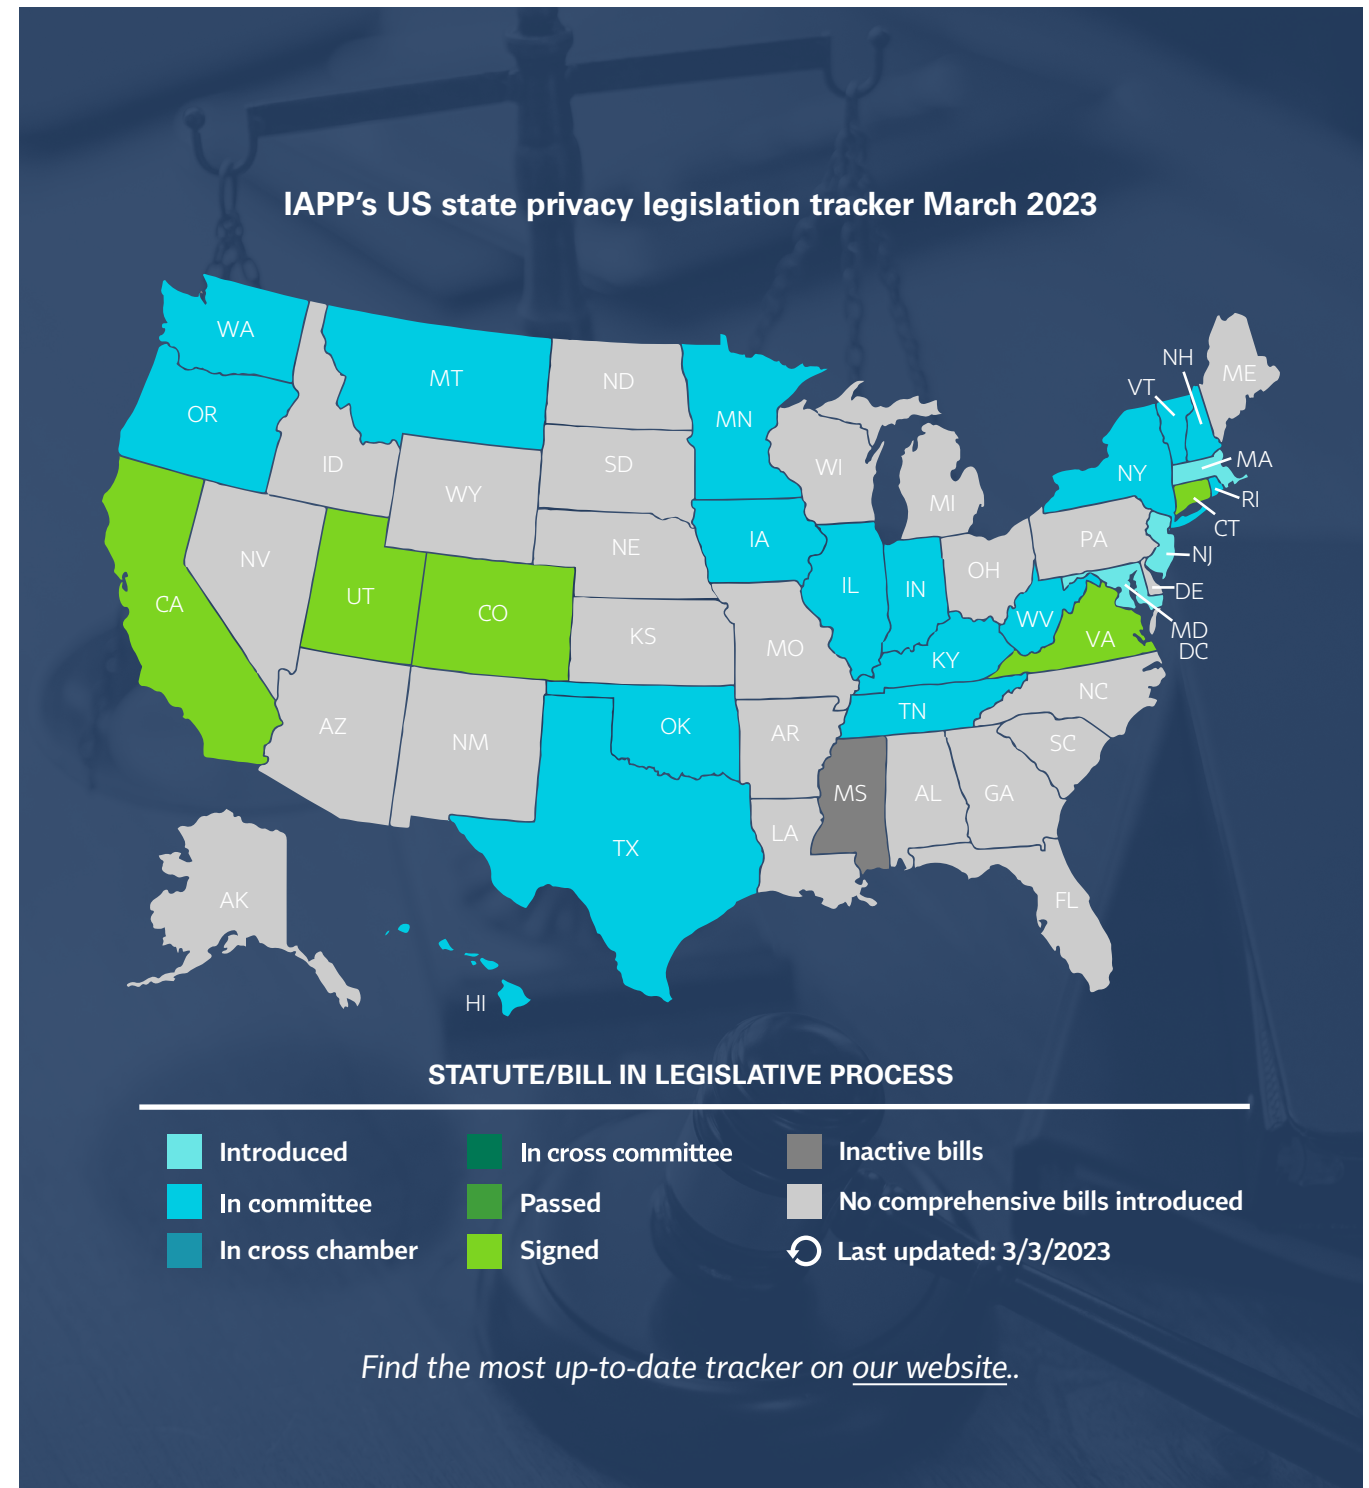 IAPP's US state privacy legislation tracker March 2023
WA
MT
ND
MN
OR
ID
SD
WY
WI
MI
NY
VT
NH
ME
MA
RI
CT
NJ
PA
DE
MD
DC
NV
UT
CO
NE
IA
IL
IN
OH
WV
VA
CA
KS
MO
KY
NC
TN
AZ
NM
OK
AR
SC
MS
AL
GA
LA
TX
FL
AK
HI
STATUTE/BILL IN LEGISLATIVE PROCESS
Introduced
In committee
In cross chamber
In cross committee
Passed
Signed
Inactive bills
No comprehensive bills introduced
Last updated: 3/3/2023
Find the most up-to-date tracker on our website..